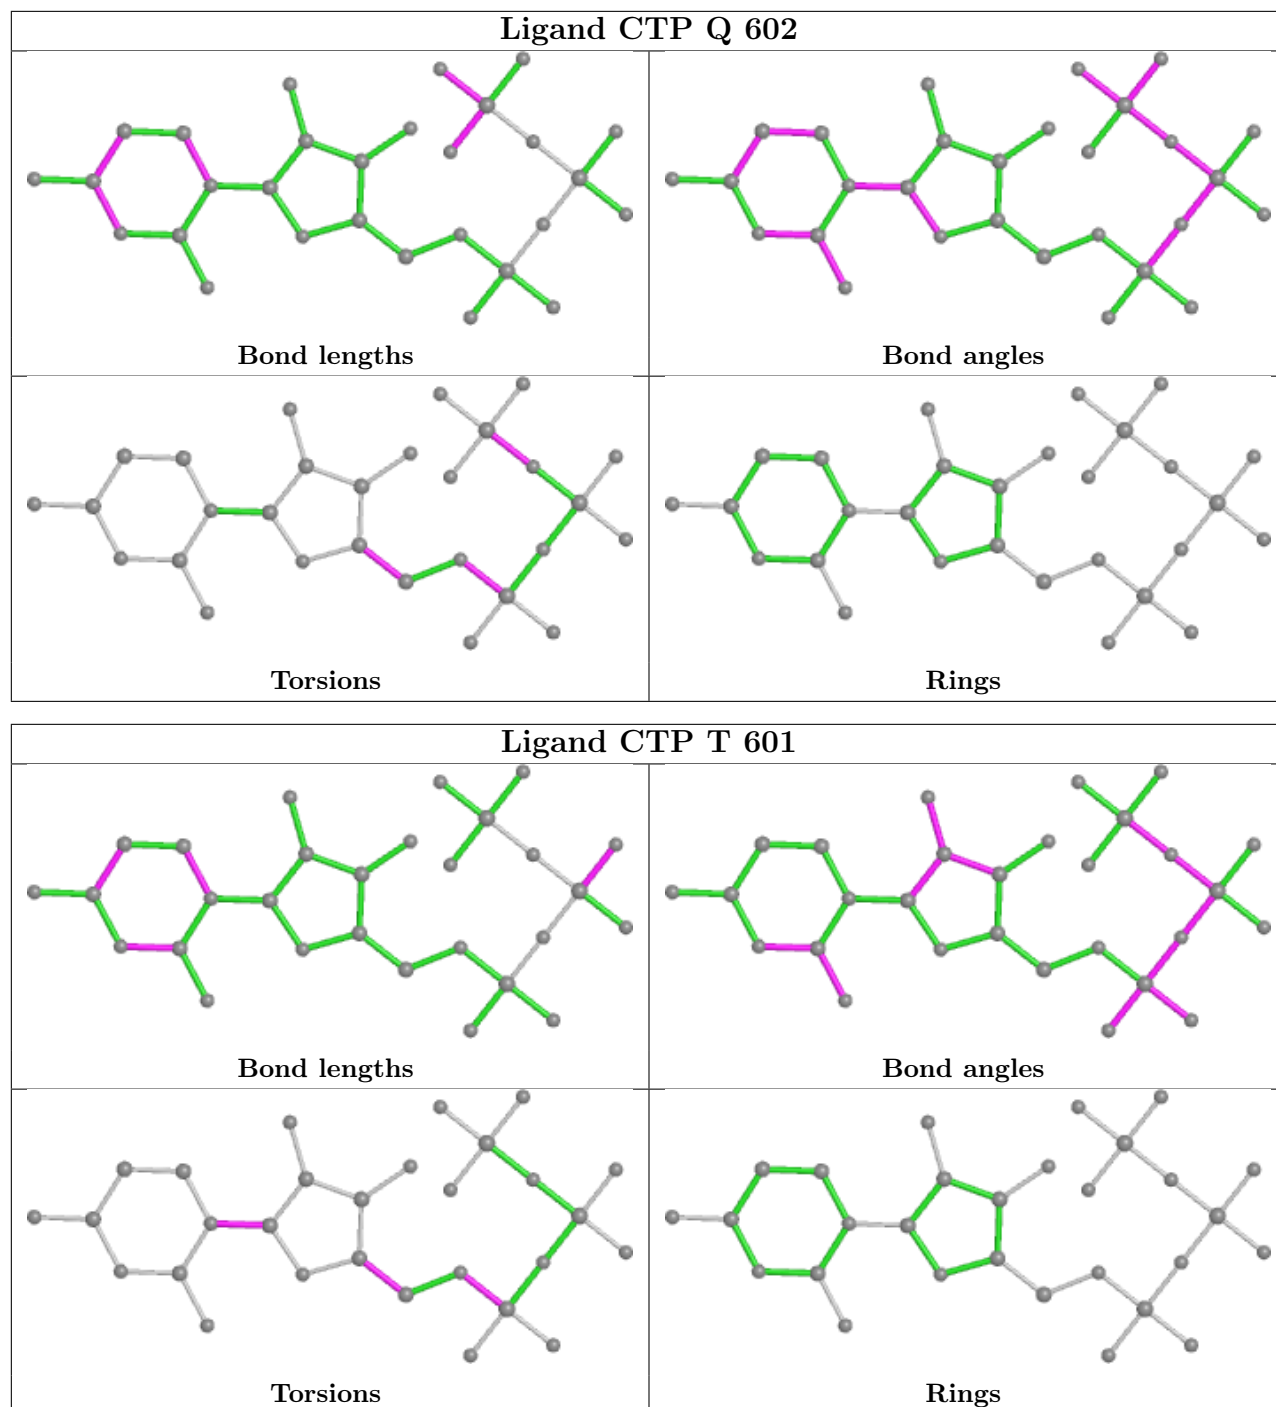 Ligand CTP Q 602
Bond lengths
Bond angles
Torsions
Rings
Ligand CTP T 601
Bond lengths
Bond angles
Torsions
Rings